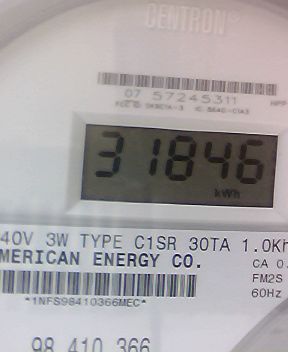 CENTRON®
07 57245311
31846
kWh
40V 3W TYPE C1SR 30TA 1.0Kh
MERICAN ENERGY CO.
CA 0.
FM2S
60Hz
*1NFS98410366MEC*
98 410 366